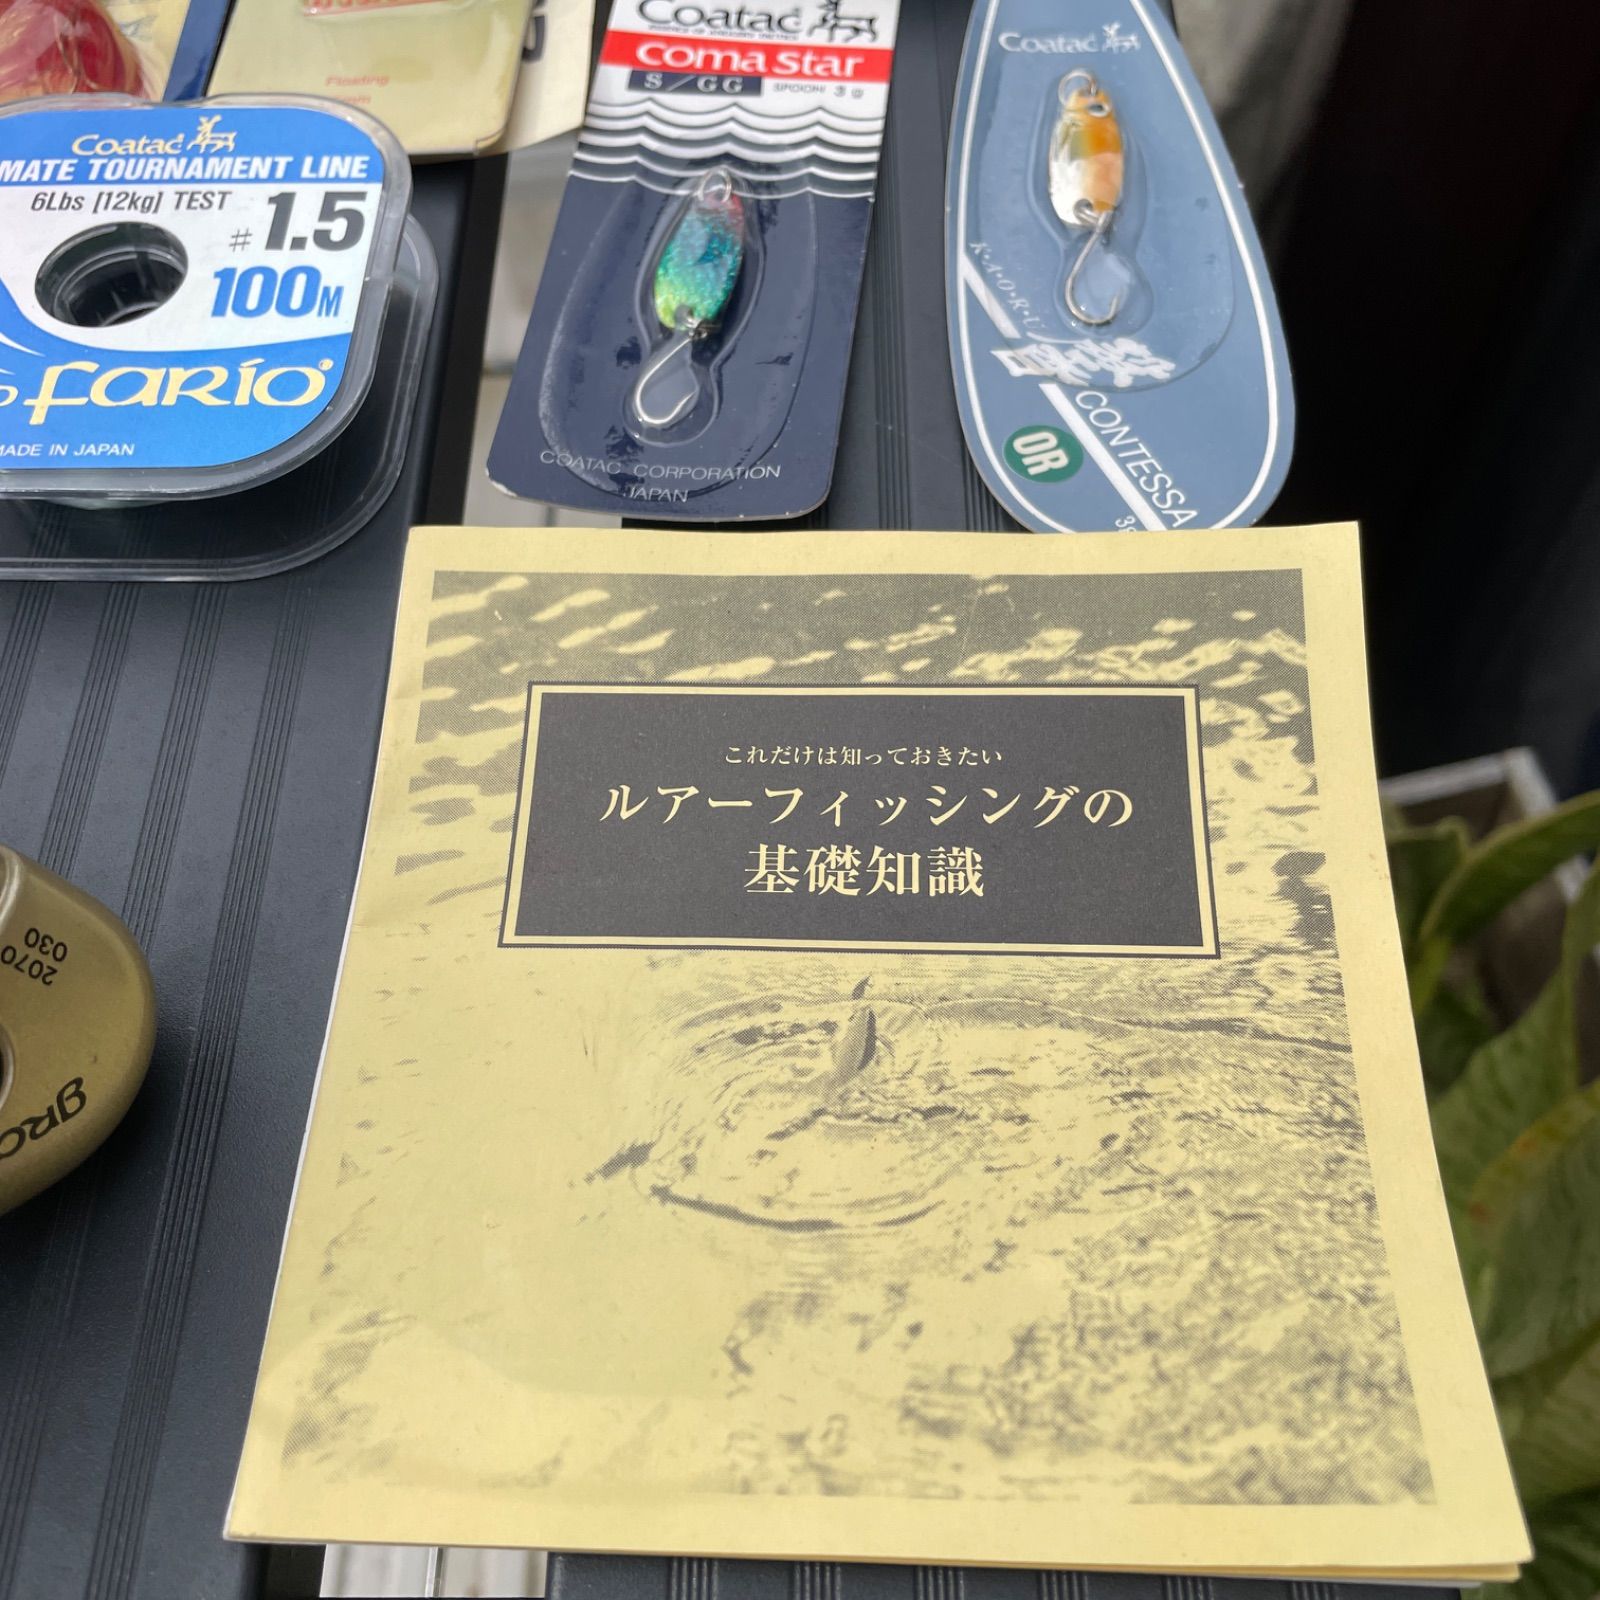 Floating
Coatac
MATE TOURNAMENT LINE
6Lbs [12kg] TEST
# 1.5
100M
fario
MADE IN JAPAN
Coatac
coma star
S/GG
SPOON 3g
COATAC CORPORATION
JAPAN
Coatac
K・A・O・R・U
CONTESSA
OR
これだけは知っておきたい
ルアーフィッシングの
基礎知識
2070
030